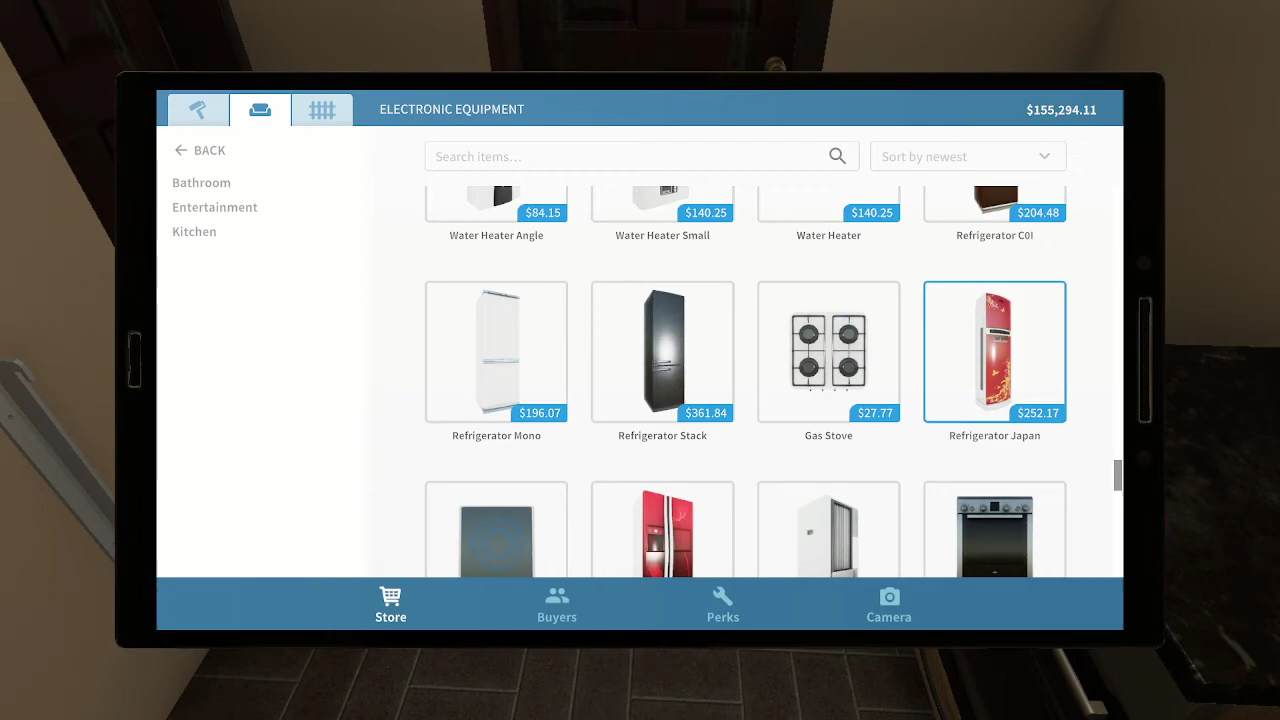 ELECTRONIC EQUIPMENT
$155,294.11
BACK
Bathroom
Entertainment
Kitchen
Search items...
Sort by newest
$84.15
$140.25
$140.25
$204.48
Water Heater Angle
Water Heater Small
Water Heater
Refrigerator C0I
$196.07
$361.84
$27.77
$252.17
Refrigerator Mono
Refrigerator Stack
Gas Stove
Refrigerator Japan
Store
Buyers
Perks
Camera